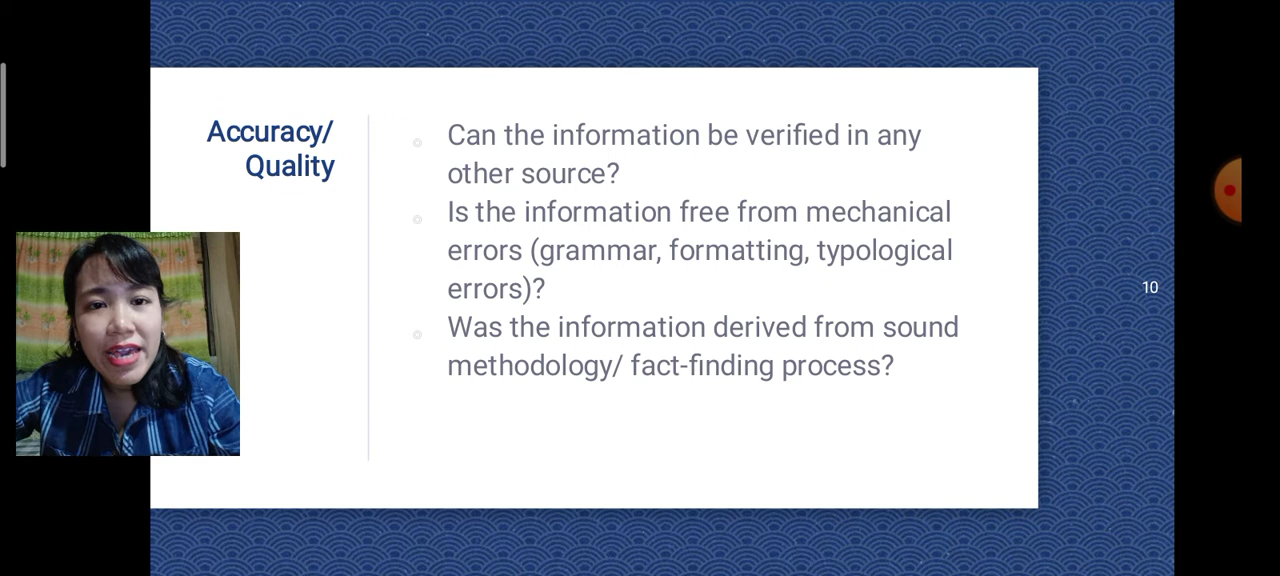 Accuracy/
Quality
Can the information be verified in any
other source?
Is the information free from mechanical
errors (grammar, formatting, typological
errors)?
Was the information derived from sound
methodology/ fact-finding process?
10